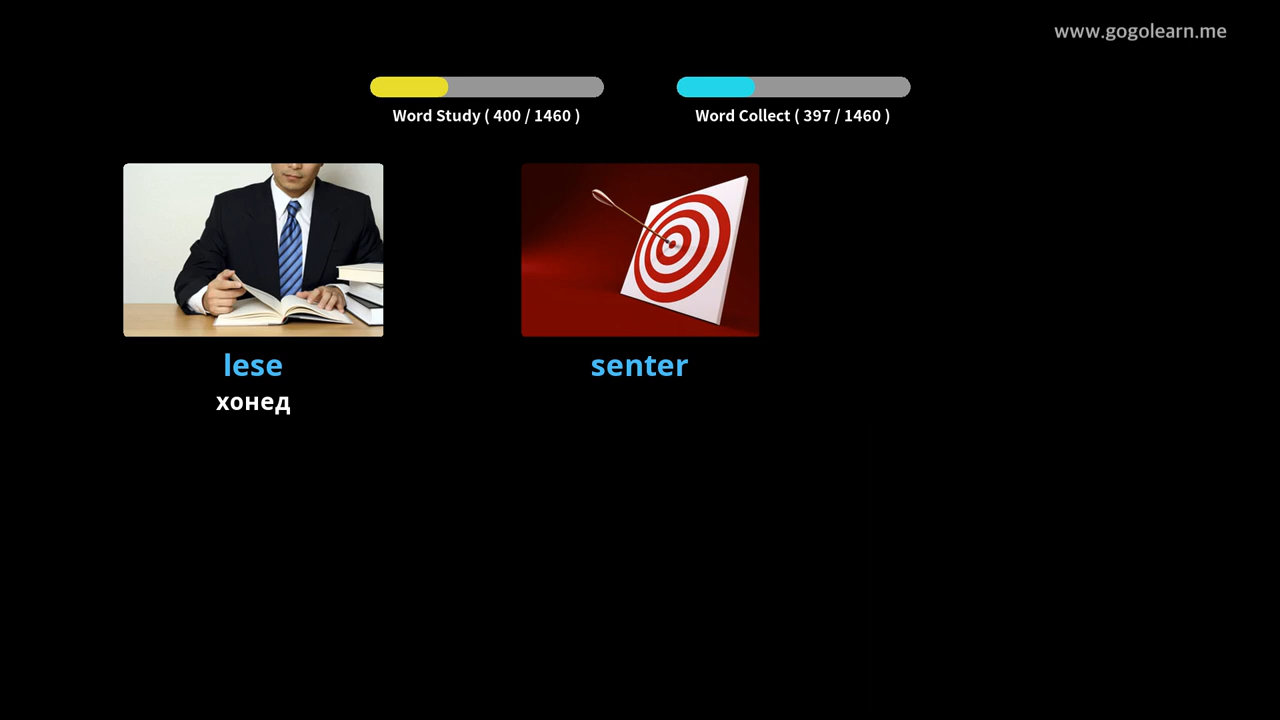 www.gogolearn.me
Word Study ( 400 / 1460 )
Word Collect ( 397 / 1460 )
lese
хонед
senter